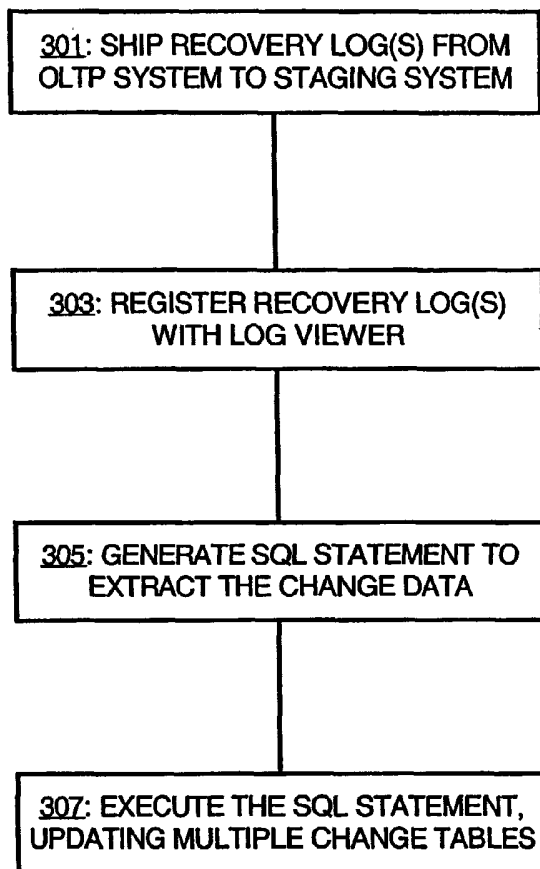 301: SHIP RECOVERY LOG(S) FROM
OLTP SYSTEM TO STAGING SYSTEM
303: REGISTER RECOVERY LOG(S)
WITH LOG VIEWER
305: GENERATE SQL STATEMENT TO
EXTRACT THE CHANGE DATA
307: EXECUTE THE SQL STATEMENT,
UPDATING MULTIPLE CHANGE TABLES